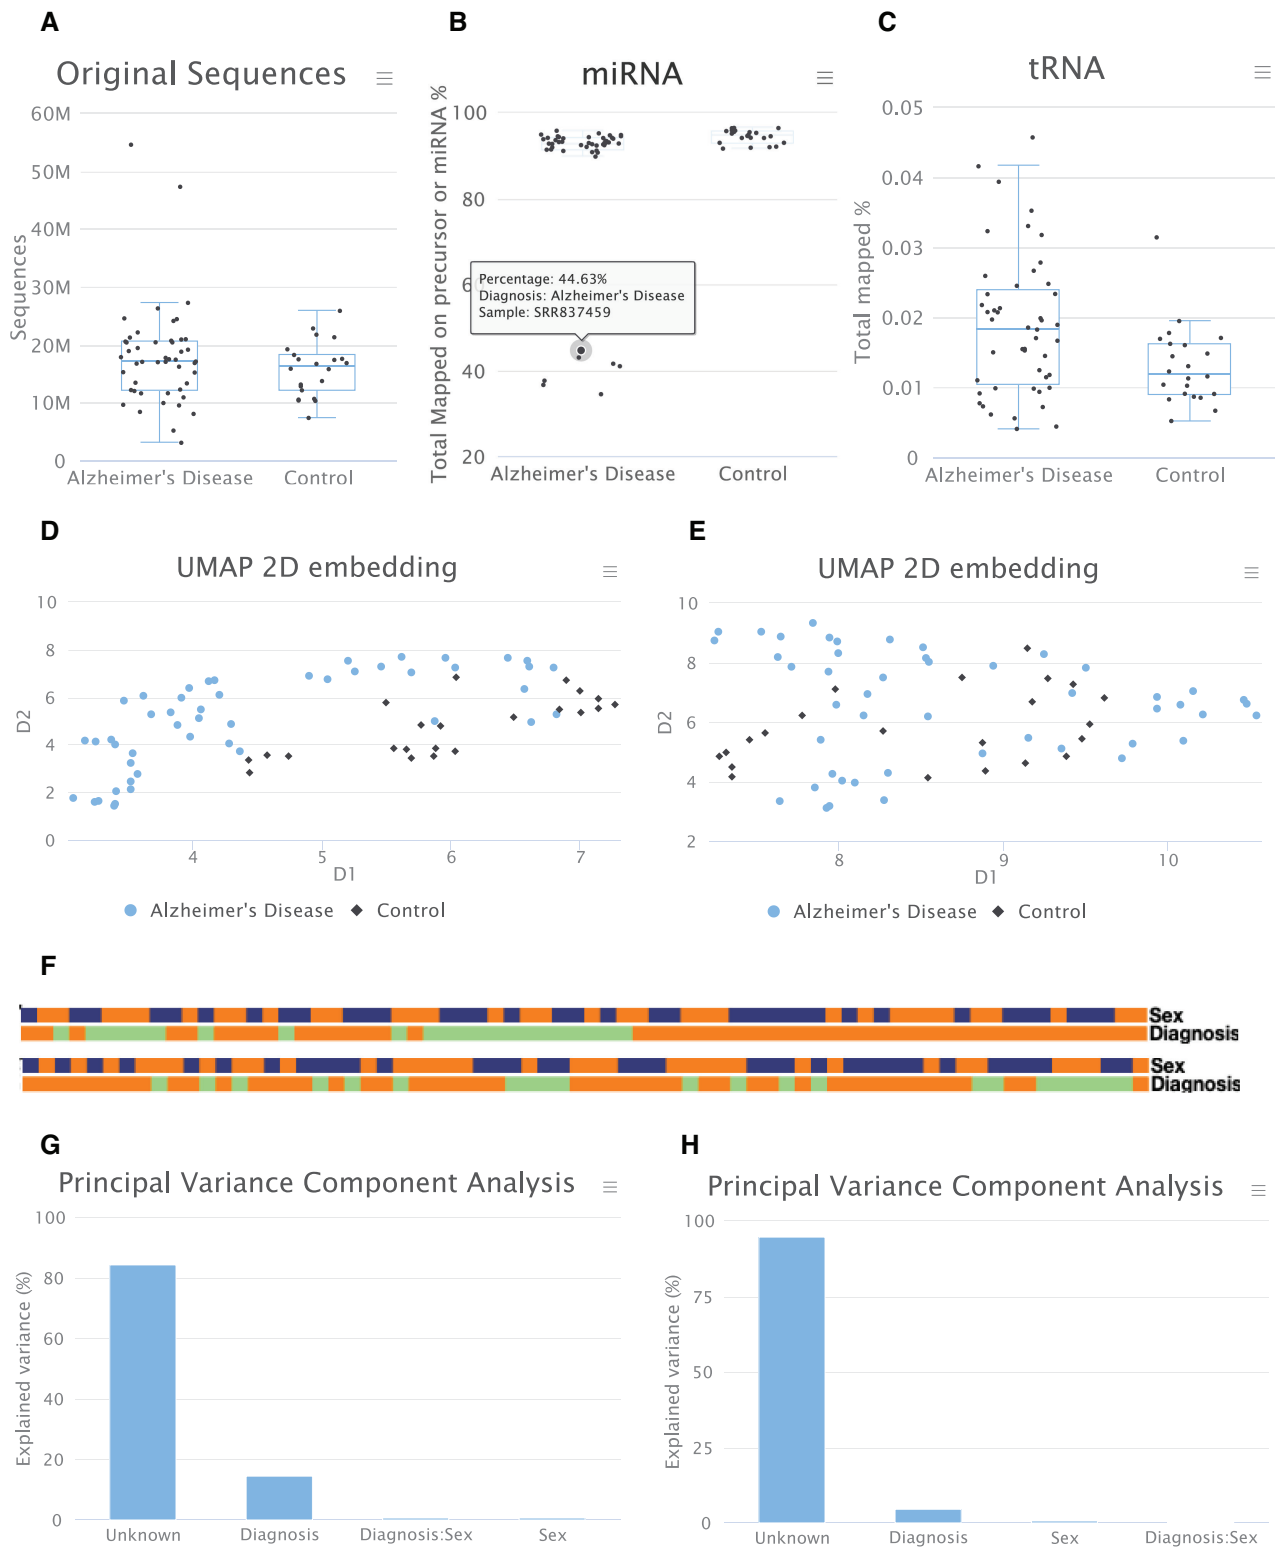 A
Original Sequences
60M
50M
40M
30M
20M
10M
0
Sequences
Alzheimer's Disease
Control
B
miRNA
Total Mapped on precursor or miRNA %
100
80
60
40
20
Percentage: 44.63%
Diagnosis: Alzheimer's Disease
Sample: SRR837459
Alzheimer's Disease
Control
C
tRNA
Total mapped %
0.05
0.04
0.03
0.02
0.01
0
Alzheimer's Disease
Control
D
UMAP 2D embedding
D2
10
8
6
4
2
0
4
5
6
7
D1
Alzheimer's Disease
Control
E
UMAP 2D embedding
D2
10
8
6
4
2
8
9
10
D1
Alzheimer's Disease
Control
F
Sex
Diagnosis
Sex
Diagnosis
G
Principal Variance Component Analysis
Explained variance (%)
100
80
60
40
20
0
Unknown
Diagnosis
Diagnosis:Sex
Sex
H
Principal Variance Component Analysis
Explained variance (%)
100
75
50
25
0
Unknown
Diagnosis
Sex
Diagnosis:Sex